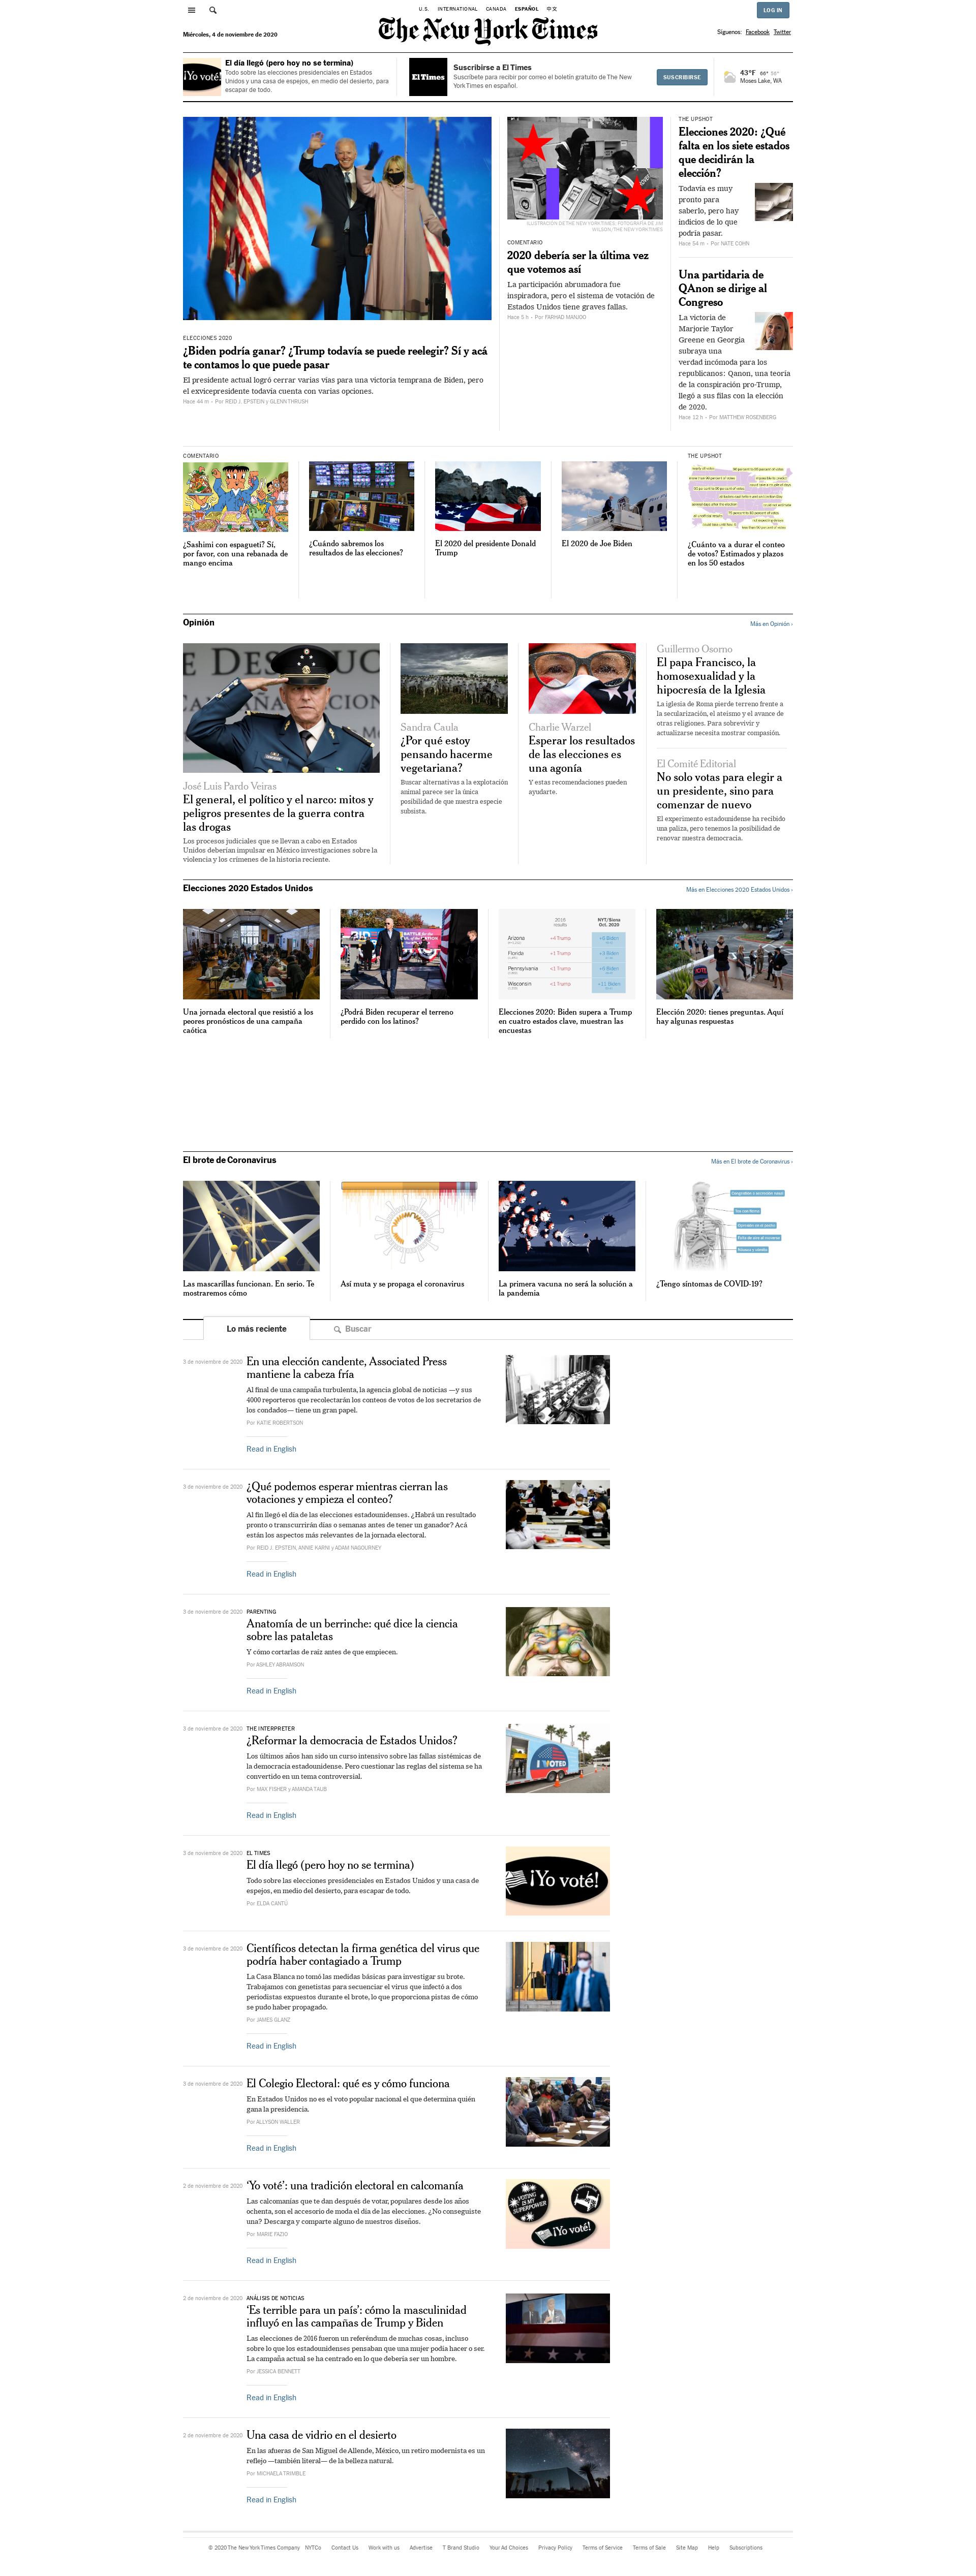 U.S. INTERNATIONAL CANADA ESPAÑOL 中文
LOG IN
Miércoles, 4 de noviembre de 2020
The New York Times
Síguenos: Facebook Twitter
¡Yo voté!
El día llegó (pero hoy no se termina)
Todo sobre las elecciones presidenciales en Estados
Unidos y una casa de espejos, en medio del desierto, para
escapar de todo.
El Times
Suscribirse a El Times
Suscríbete para recibir por correo el boletín gratuito de The New
York Times en español.
SUSCRIBIRSE
43°F 66°
Moses Lake, WA
ELECCIONES 2020
¿Biden podría ganar? ¿Trump todavía se puede reelegir? Sí y acá
te contamos lo que puede pasar
El presidente actual logró cerrar varias vías para una victoria temprana de Biden, pero
el exvicepresidente todavía cuenta con varias opciones.
Hace 44 m - Por REID J. EPSTEIN y GLENN THRUSH
ILUSTRACIÓN DE THE NEW YORK TIMES; FOTOGRAFÍA DE JIM
WILSON/THE NEW YORK TIMES
COMENTARIO
2020 debería ser la última vez
que votemos así
La participación abrumadora fue
inspiradora, pero el sistema de votación de
Estados Unidos tiene graves fallas.
Hace 5 h - Por FARHAD MANJOO
THE UPSHOT
Elecciones 2020: ¿Qué
falta en los siete estados
que decidirán la
elección?
Todavía es muy
pronto para
saberlo, pero hay
indicios de lo que
podría pasar.
Hace 54 m - Por NATE COHN
Una partidaria de
QAnon se dirige al
Congreso
La victoria de
Marjorie Taylor
Greene en Georgia
subraya una
verdad incómoda para los
republicanos: Qanon, una teoría
de la conspiración pro-Trump,
llegó a sus filas con la elección
de 2020.
Hace 12 h - Por MATTHEW ROSENBERG
COMENTARIO
¿Sashimi con espagueti? Sí,
por favor, con una rebanada de
mango encima
¿Cuándo sabremos los
resultados de las elecciones?
El 2020 del presidente Donald
Trump
El 2020 de Joe Biden
THE UPSHOT
¿Cuánto va a durar el conteo
de votos? Estimados y plazos
en los 50 estados
Opinión
Más en Opinión ›
José Luis Pardo Veiras
El general, el político y el narco: mitos y
peligros presentes de la guerra contra
las drogas
Los procesos judiciales que se llevan a cabo en Estados
Unidos deberían impulsar en México investigaciones sobre la
violencia y los crímenes de la historia reciente.
Sandra Caula
¿Por qué estoy
pensando hacerme
vegetariana?
Buscar alternativas a la explotación
animal parece ser la única
posibilidad de que nuestra especie
subsista.
Charlie Warzel
Esperar los resultados
de las elecciones es
una agonía
Y estas recomendaciones pueden
ayudarte.
Guillermo Osorno
El papa Francisco, la
homosexualidad y la
hipocresía de la Iglesia
La iglesia de Roma pierde terreno frente a
la secularización, el ateísmo y el avance de
otras religiones. Para sobrevivir y
actualizarse necesita mostrar compasión.
El Comité Editorial
No solo votas para elegir a
un presidente, sino para
comenzar de nuevo
El experimento estadounidense ha recibido
una paliza, pero tenemos la posibilidad de
renovar nuestra democracia.
Elecciones 2020 Estados Unidos
Más en Elecciones 2020 Estados Unidos ›
Una jornada electoral que resistió a los
peores pronósticos de una campaña
caótica
¿Podrá Biden recuperar el terreno
perdido con los latinos?
2016 results NYT/Siena Oct. 2020
Arizona +4 Trump +6 Biden
Florida +1 Trump +3 Biden
Pennsylvania <1 Trump +6 Biden
Wisconsin <1 Trump +11 Biden
Elecciones 2020: Biden supera a Trump
en cuatro estados clave, muestran las
encuestas
Elección 2020: tienes preguntas. Aquí
hay algunas respuestas
El brote de Coronavirus
Más en El brote de Coronavirus ›
Las mascarillas funcionan. En serio. Te
mostraremos cómo
Así muta y se propaga el coronavirus
La primera vacuna no será la solución a
la pandemia
¿Tengo síntomas de COVID-19?
Lo más reciente
Buscar
3 de noviembre de 2020
En una elección candente, Associated Press
mantiene la cabeza fría
Al final de una campaña turbulenta, la agencia global de noticias —y sus
4000 reporteros que recolectarán los conteos de votos de los secretarios de
los condados— tiene un gran papel.
Por KATIE ROBERTSON
Read in English
3 de noviembre de 2020
¿Qué podemos esperar mientras cierran las
votaciones y empieza el conteo?
Al fin llegó el día de las elecciones estadounidenses. ¿Habrá un resultado
pronto o transcurrirán días o semanas antes de tener un ganador? Acá
están los aspectos más relevantes de la jornada electoral.
Por REID J. EPSTEIN, ANNIE KARNI y ADAM NAGOURNEY
Read in English
3 de noviembre de 2020
PARENTING
Anatomía de un berrinche: qué dice la ciencia
sobre las pataletas
Y cómo cortarlas de raíz antes de que empiecen.
Por ASHLEY ABRAMSON
Read in English
3 de noviembre de 2020
THE INTERPRETER
¿Reformar la democracia de Estados Unidos?
Los últimos años han sido un curso intensivo sobre las fallas sistémicas de
la democracia estadounidense. Pero cuestionar las reglas del sistema se ha
convertido en un tema controversial.
Por MAX FISHER y AMANDA TAUB
I VOTED
Read in English
3 de noviembre de 2020
EL TIMES
El día llegó (pero hoy no se termina)
Todo sobre las elecciones presidenciales en Estados Unidos y una casa de
espejos, en medio del desierto, para escapar de todo.
Por ELDA CANTÚ
¡Yo voté!
3 de noviembre de 2020
Científicos detectan la firma genética del virus que
podría haber contagiado a Trump
La Casa Blanca no tomó las medidas básicas para investigar su brote.
Trabajamos con genetistas para secuenciar el virus que infectó a dos
periodistas expuestos durante el brote, lo que proporciona pistas de cómo
se pudo haber propagado.
Por JAMES GLANZ
Read in English
3 de noviembre de 2020
El Colegio Electoral: qué es y cómo funciona
En Estados Unidos no es el voto popular nacional el que determina quién
gana la presidencia.
Por ALLYSON WALLER
Read in English
2 de noviembre de 2020
‘Yo voté’: una tradición electoral en calcomanía
Las calcomanías que te dan después de votar, populares desde los años
ochenta, son el accesorio de moda el día de las elecciones. ¿No conseguiste
una? Descarga y comparte alguno de nuestros diseños.
Por MARIE FAZIO
VOTING IS MY SUPERPOWER
¡Yo voté!
Read in English
2 de noviembre de 2020
ANÁLISIS DE NOTICIAS
‘Es terrible para un país’: cómo la masculinidad
influyó en las campañas de Trump y Biden
Las elecciones de 2016 fueron un referéndum de muchas cosas, incluso
sobre lo que los estadounidenses pensaban que una mujer podía hacer o ser.
La campaña actual se ha centrado en lo que debería ser un hombre.
Por JESSICA BENNETT
Read in English
2 de noviembre de 2020
Una casa de vidrio en el desierto
En las afueras de San Miguel de Allende, México, un retiro modernista es un
reflejo —también literal— de la belleza natural.
Por MICHAELA TRIMBLE
Read in English
© 2020 The New York Times Company NYTCo Contact Us Work with us Advertise T Brand Studio Your Ad Choices Privacy Policy Terms of Service Terms of Sale Site Map Help Subscriptions